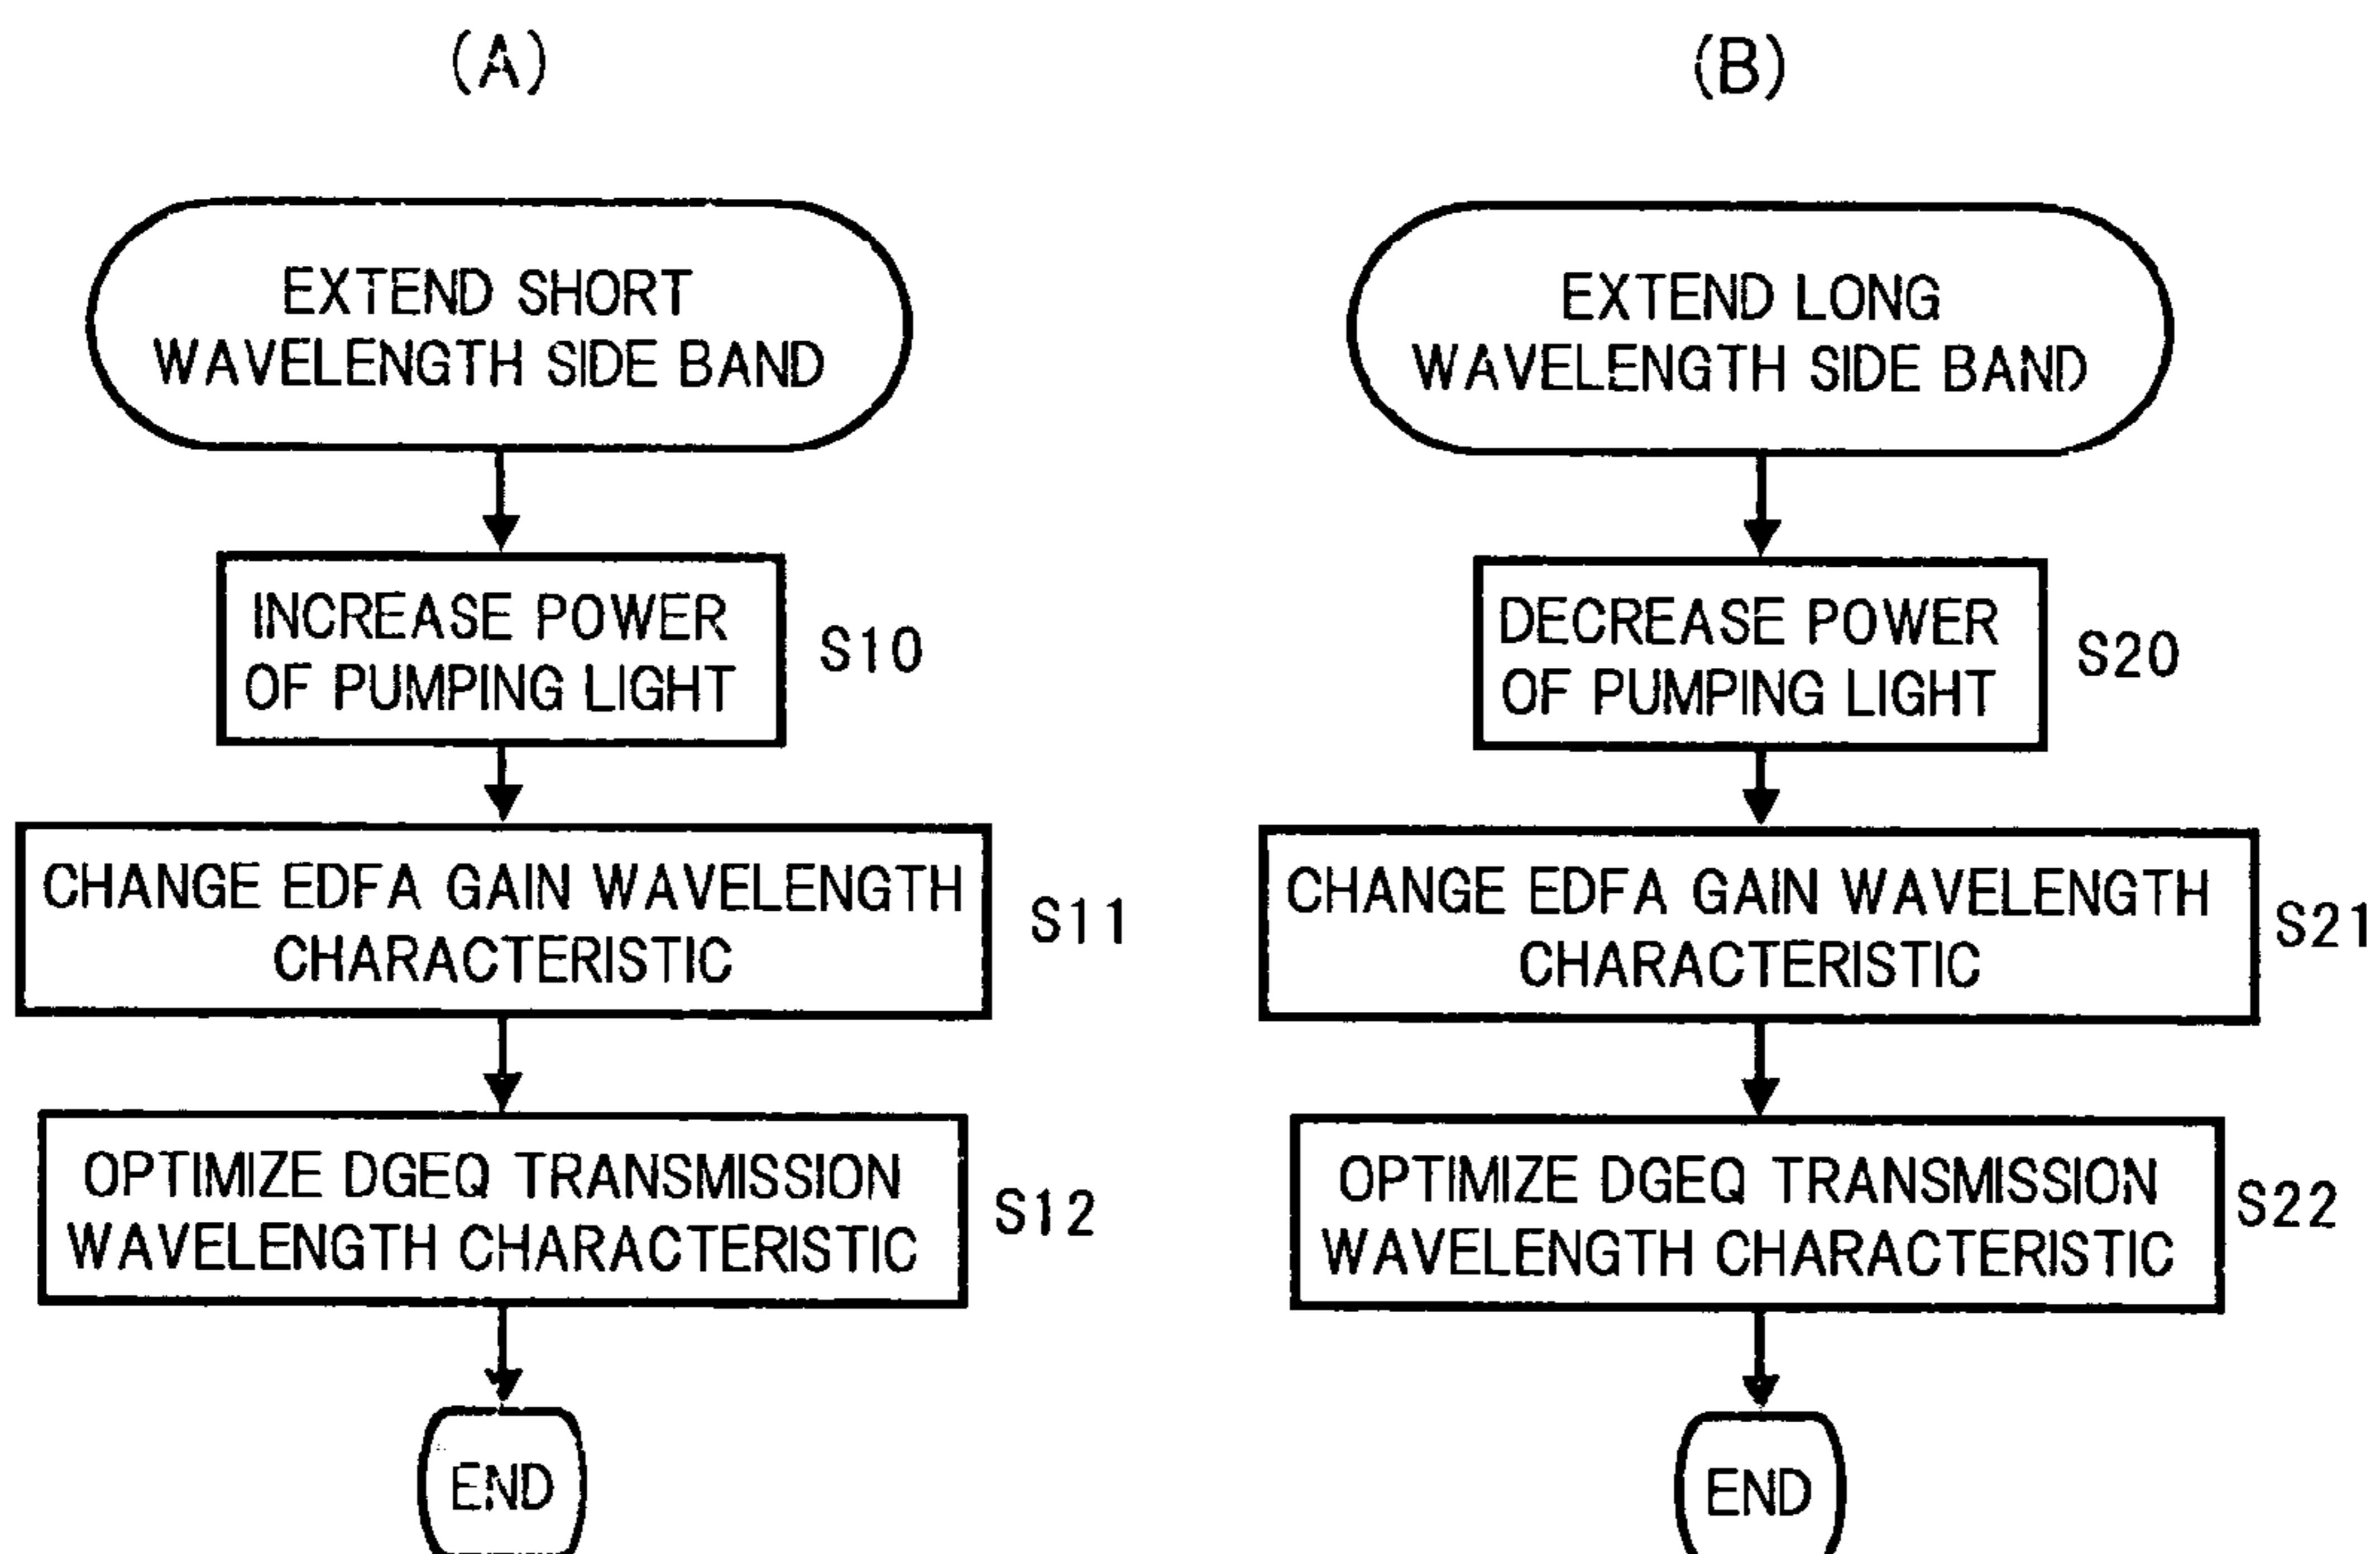 (A)
EXTEND SHORT
WAVELENGTH SIDE BAND
INCREASE POWER
OF PUMPING LIGHT
S10
CHANGE EDFA GAIN WAVELENGTH
CHARACTERISTIC
S11
OPTIMIZE DGEQ TRANSMISSION
WAVELENGTH CHARACTERISTIC
S12
END
(B)
EXTEND LONG
WAVELENGTH SIDE BAND
DECREASE POWER
OF PUMPING LIGHT
S20
CHANGE EDFA GAIN WAVELENGTH
CHARACTERISTIC
S21
OPTIMIZE DGEQ TRANSMISSION
WAVELENGTH CHARACTERISTIC
S22
END